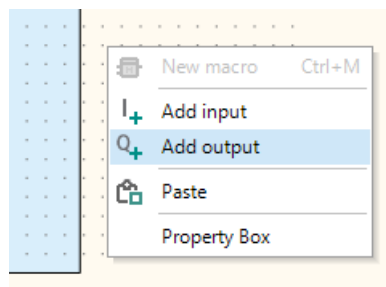 New macro Ctrl+M
Add input
Add output
Paste
Property Box